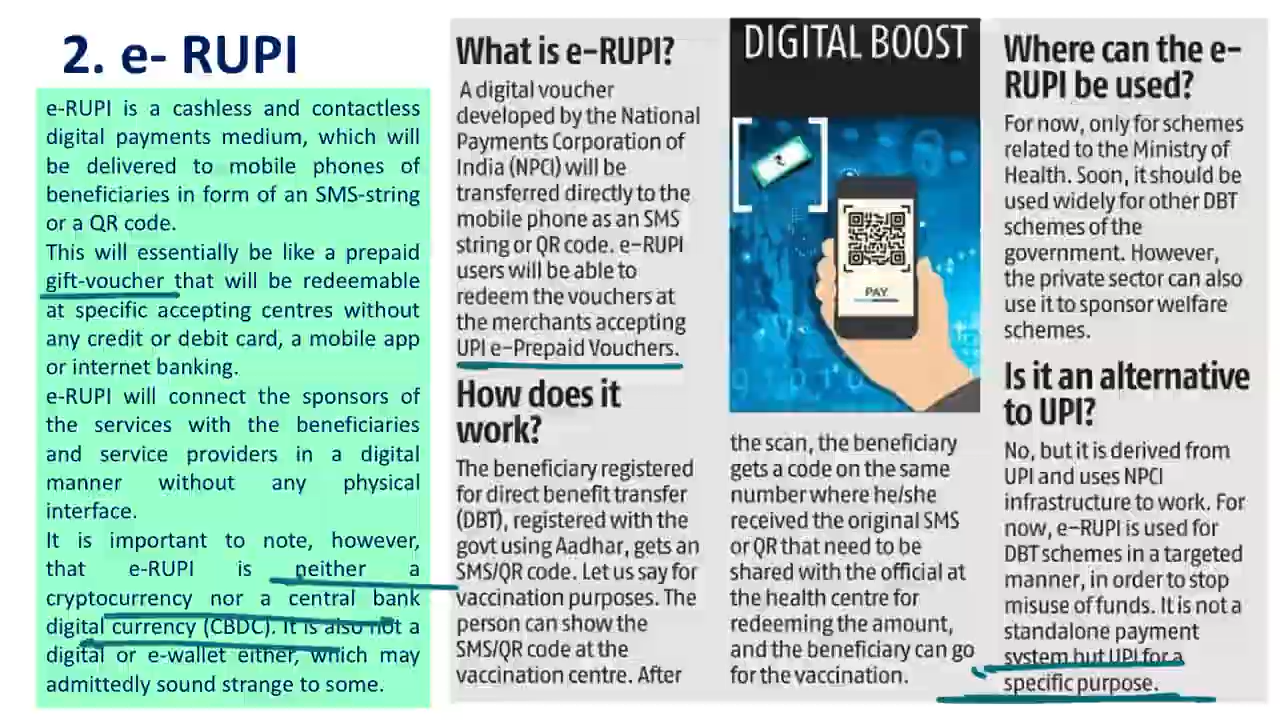 2. e- RUPI
e-RUPI is a cashless and contactless
digital payments medium, which will
be delivered to mobile phones of
beneficiaries in form of an SMS-string
or a QR code.
This will essentially be like a prepaid
gift-voucher that will be redeemable
at specific accepting centres without
any credit or debit card, a mobile app
or internet banking.
e-RUPI will connect the sponsors of
the services with the beneficiaries
and service providers in a digital
manner without any physical
interface.
It is important to note, however,
that e-RUPI is neither a
cryptocurrency nor a central bank
digital currency (CBDC). It is also not a
digital or e-wallet either, which may
admittedly sound strange to some.
What is e-RUPI?
A digital voucher
developed by the National
Payments Corporation of
India (NPCI) will be
transferred directly to the
mobile phone as an SMS
string or QR code. e-RUPI
users will be able to
redeem the vouchers at
the merchants accepting
UPI e-Prepaid Vouchers.
How does it
work?
The beneficiary registered
for direct benefit transfer
(DBT), registered with the
govt using Aadhar, gets an
SMS/QR code. Let us say for
vaccination purposes. The
person can show the
SMS/QR code at the
vaccination centre. After
DIGITAL BOOST
₹
PAY
the scan, the beneficiary
gets a code on the same
number where he/she
received the original SMS
or QR that need to be
shared with the official at
the health centre for
redeeming the amount,
and the beneficiary can go
for the vaccination.
Where can the e-
RUPI be used?
For now, only for schemes
related to the Ministry of
Health. Soon, it should be
used widely for other DBT
schemes of the
government. However,
the private sector can also
use it to sponsor welfare
schemes.
Is it an alternative
to UPI?
No, but it is derived from
UPI and uses NPCI
infrastructure to work. For
now, e-RUPI is used for
DBT schemes in a targeted
manner, in order to stop
misuse of funds. It is not a
standalone payment
system but UPI for a
specific purpose.